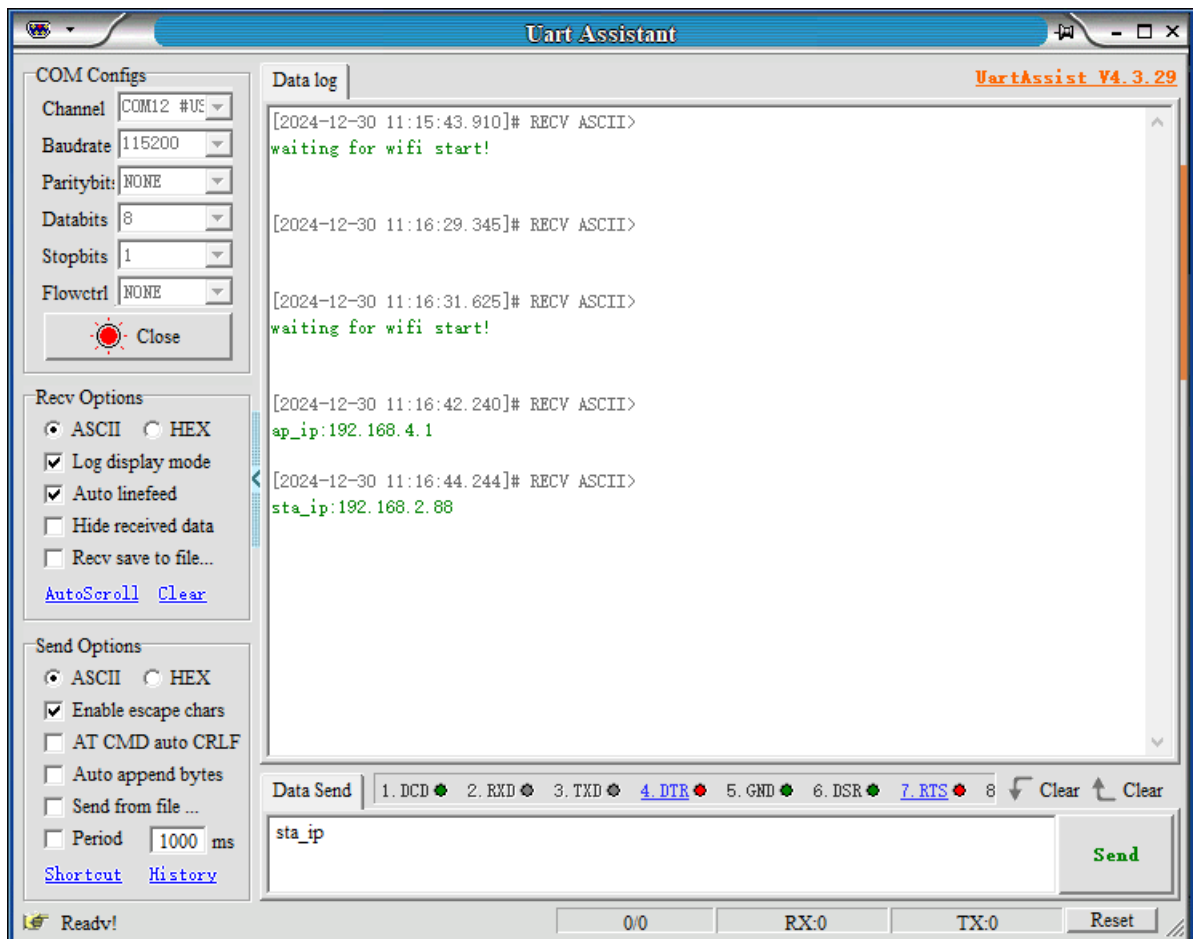 Uart Assistant
COM Configs
Channel COM12 #US
Baudrate 115200
Paritybit: NONE
Databits 8
Stopbits 1
Flowctrl NONE
Close
Recv Options
ASCII HEX
Log display mode
Auto linefeed
Hide received data
Recv save to file...
AutoScroll Clear
Send Options
ASCII HEX
Enable escape chars
AT CMD auto CRLF
Auto append bytes
Send from file ...
Period 1000 ms
Shortcut History
Data log UartAssist V4.3.29
[2024-12-30 11:15:43.910]# RECV ASCII>
waiting for wifi start!
[2024-12-30 11:16:29.345]# RECV ASCII>
[2024-12-30 11:16:31.625]# RECV ASCII>
waiting for wifi start!
[2024-12-30 11:16:42.240]# RECV ASCII>
ap_ip:192.168.4.1
[2024-12-30 11:16:44.244]# RECV ASCII>
sta_ip:192.168.2.88
Data Send 1.DCD 2.RXD 3.TXD 4.DTR 5.GND 6.DSR 7.RTS 8 Clear Clear
sta_ip
Send
Ready! 0/0 RX:0 TX:0 Reset